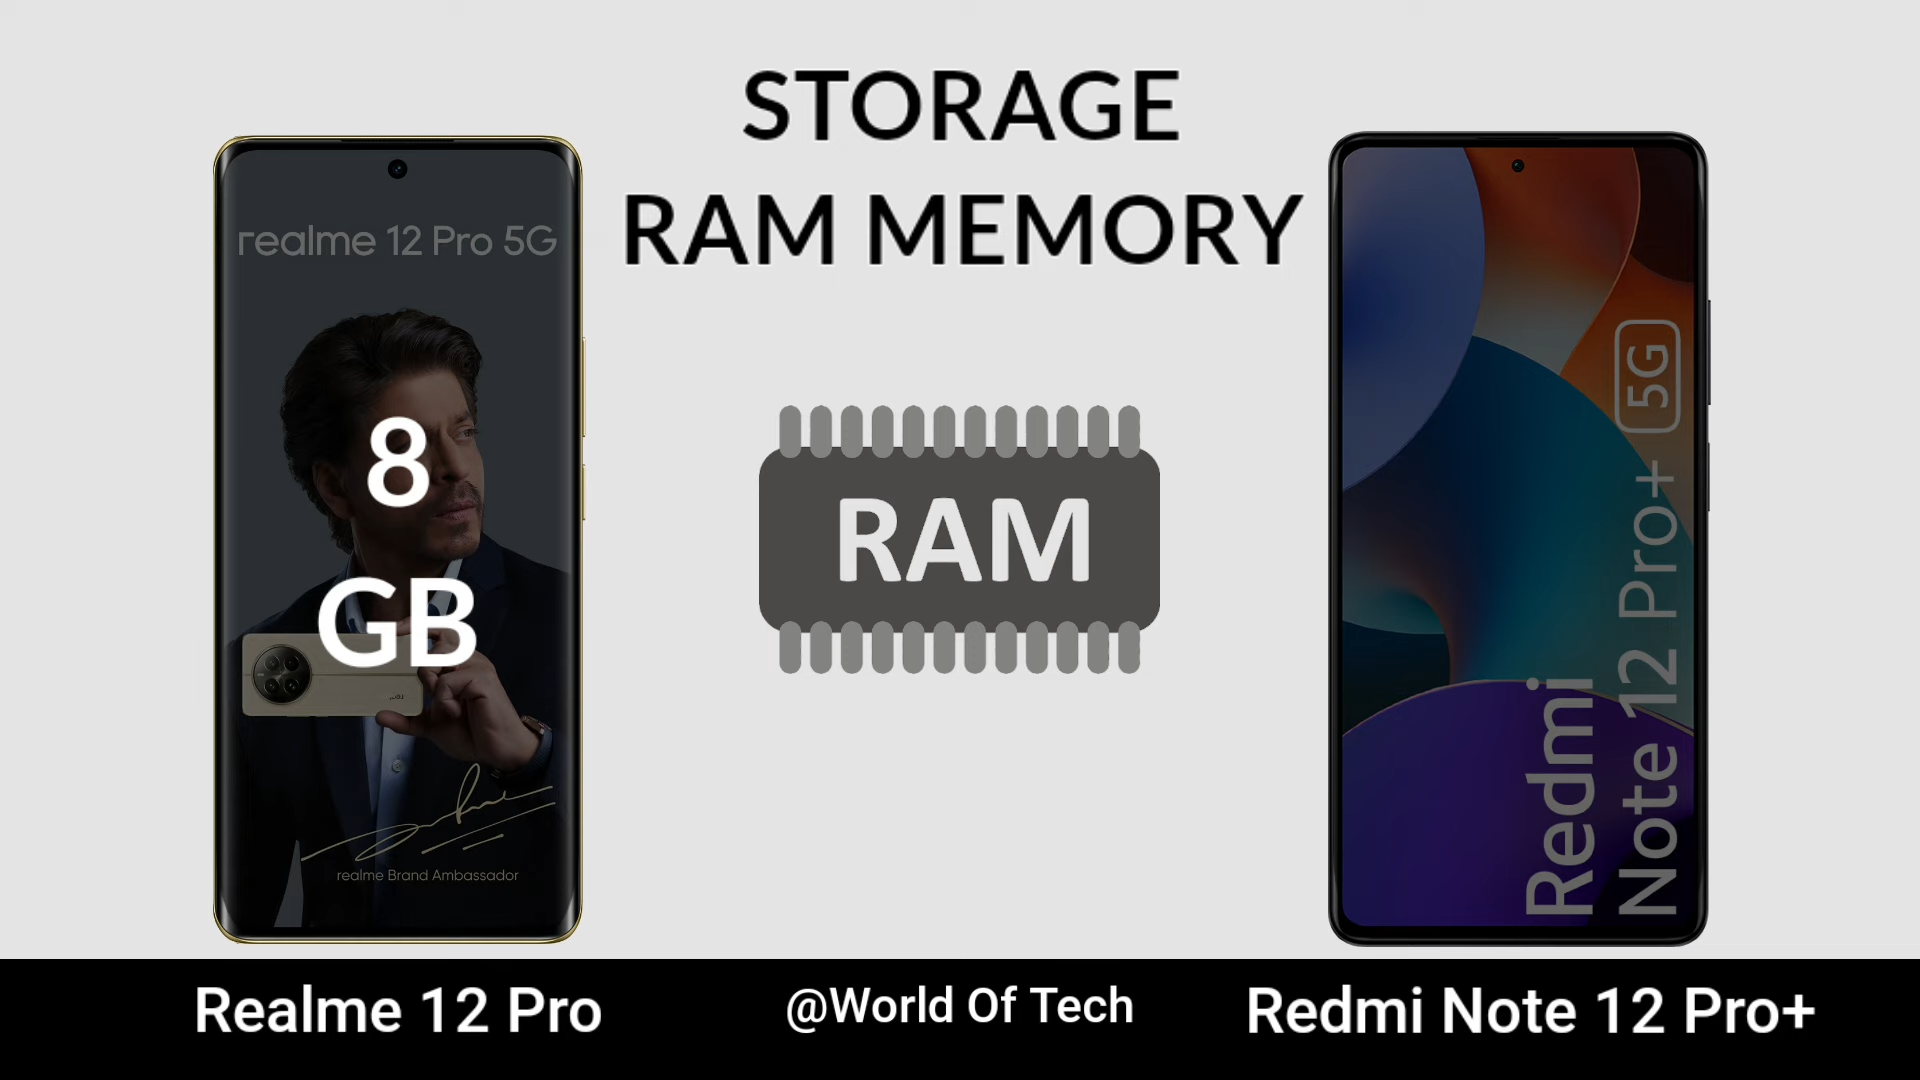 STORAGE
RAM MEMORY
realme 12 Pro 5G
8
GB
realme Brand Ambassador
RAM
Redmi
Note 12 Pro+ 5G
Realme 12 Pro
@World Of Tech
Redmi Note 12 Pro+